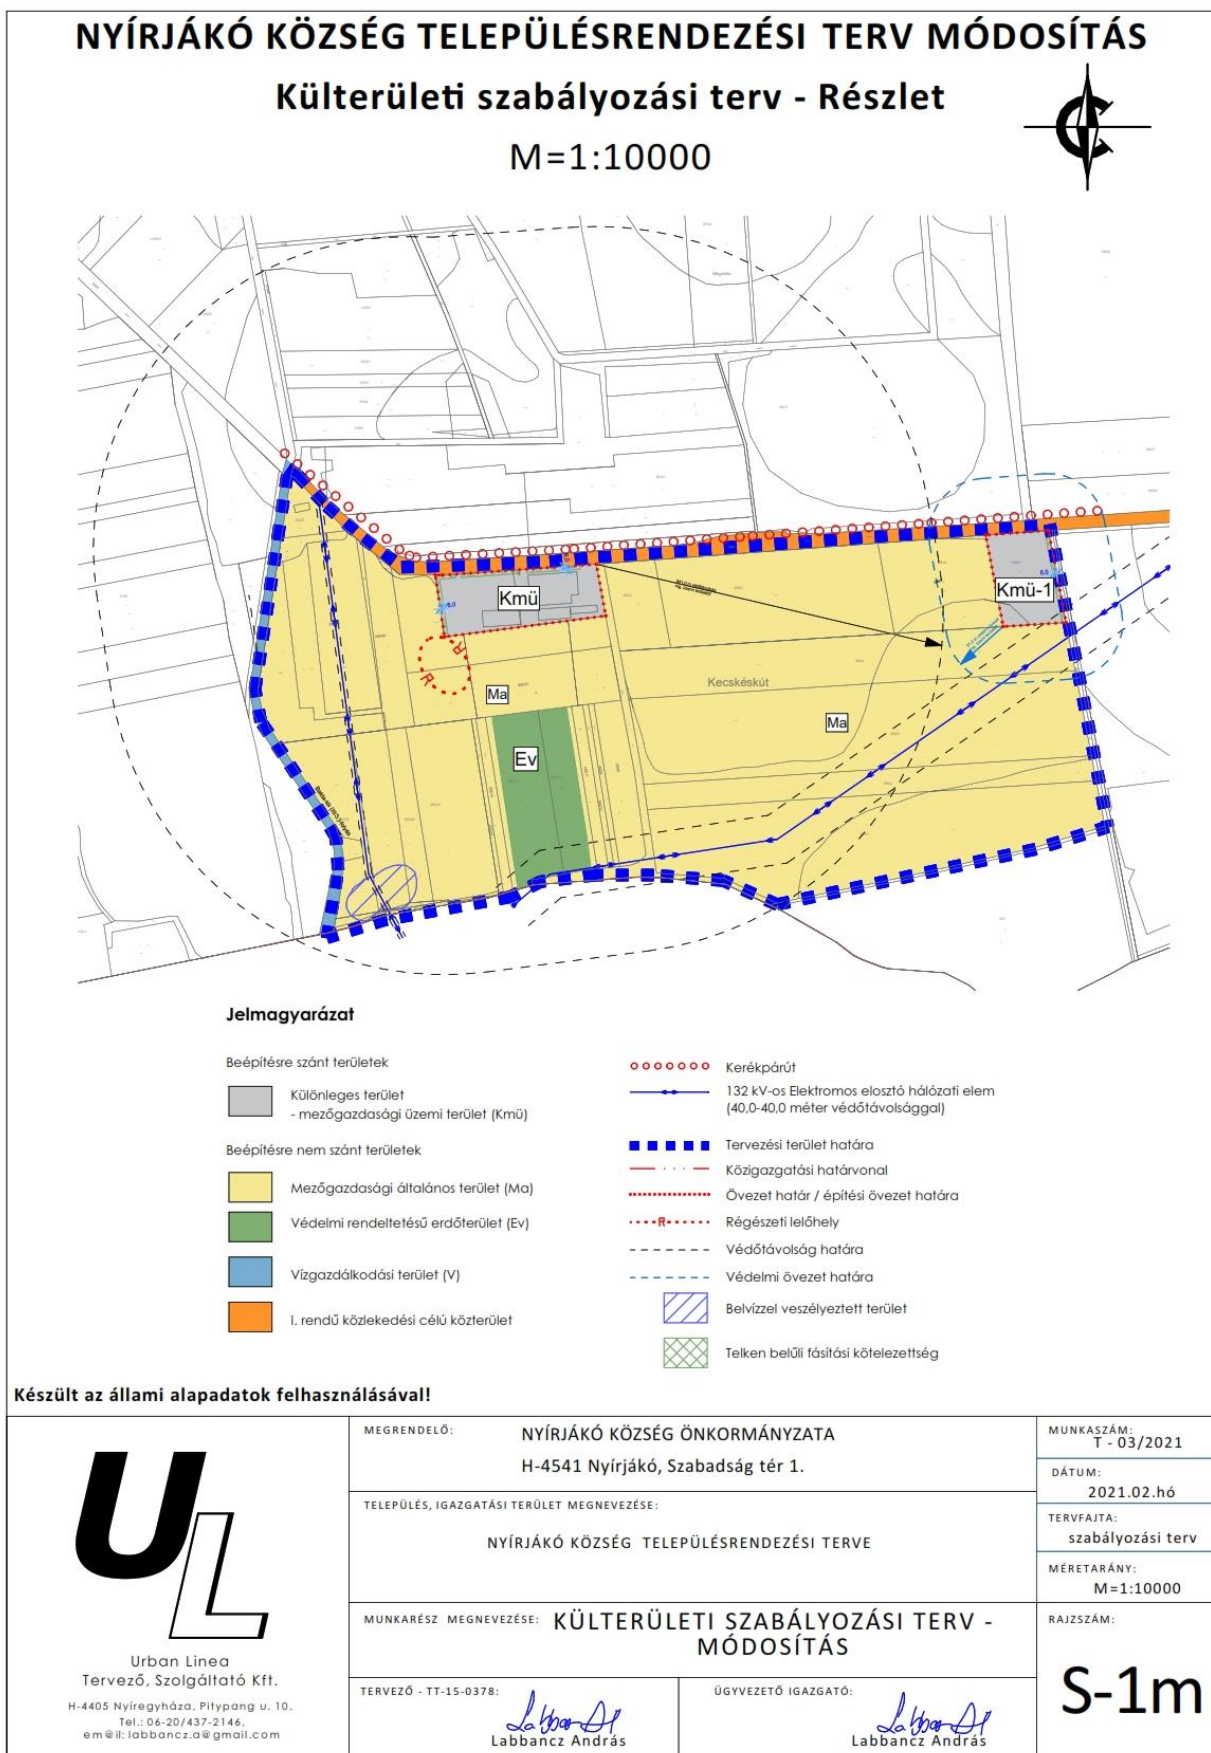 NYÍRJÁKÓ KÖZSÉG TELEPÜLÉSRENDEZÉSI TERV MÓDOSÍTÁS
Külterületi szabályozási terv - Részlet
M=1:10000
Kmü
Kmü-1
6,0
6,0
Kecskéskút
Ma
Ma
Ev
R
R
Jelmagyarázat
Beépítésre szánt területek
Különleges terület
- mezőgazdasági üzemi terület (Kmü)
Beépítésre nem szánt területek
Mezőgazdasági általános terület (Ma)
Védelmi rendeltetésű erdőterület (Ev)
Vízgazdálkodási terület (V)
I. rendű közlekedési célú közterület
Kerékpárút
132 kV-os Elektromos elosztó hálózati elem
(40,0-40,0 méter védőtávolsággal)
Tervezési terület határa
Közigazgatási határvonal
Övezet határ / építési övezet határa
R
Régészeti lelőhely
Védőtávolság határa
Védelmi övezet határa
Belvízzel veszélyeztett terület
Telken belűli fásítási kötelezettség
Készült az állami alapadatok felhasználásával!
UL
Urban Linea
Tervező, Szolgáltató Kft.
H-4405 Nyíregyháza, Pitypang u. 10.
Tel.: 06-20/437-2146,
em@il: labbancz.a@gmail.com
MEGRENDELŐ:
NYÍRJÁKÓ KÖZSÉG ÖNKORMÁNYZATA
H-4541 Nyírjákó, Szabadság tér 1.
TELEPÜLÉS, IGAZGATÁSI TERÜLET MEGNEVEZÉSE:
NYÍRJÁKÓ KÖZSÉG TELEPÜLÉSRENDEZÉSI TERVE
MUNKARÉSZ MEGNEVEZÉSE: KÜLTERÜLETI SZABÁLYOZÁSI TERV -
MÓDOSÍTÁS
TERVEZŐ - TT-15-0378:
Labbancz András
ÜGYVEZETŐ IGAZGATÓ:
Labbancz András
MUNKASZÁM:
T - 03/2021
DÁTUM:
2021.02.hó
TERVFAJTA:
szabályozási terv
MÉRETARÁNY:
M=1:10000
RAJZSZÁM:
S-1m